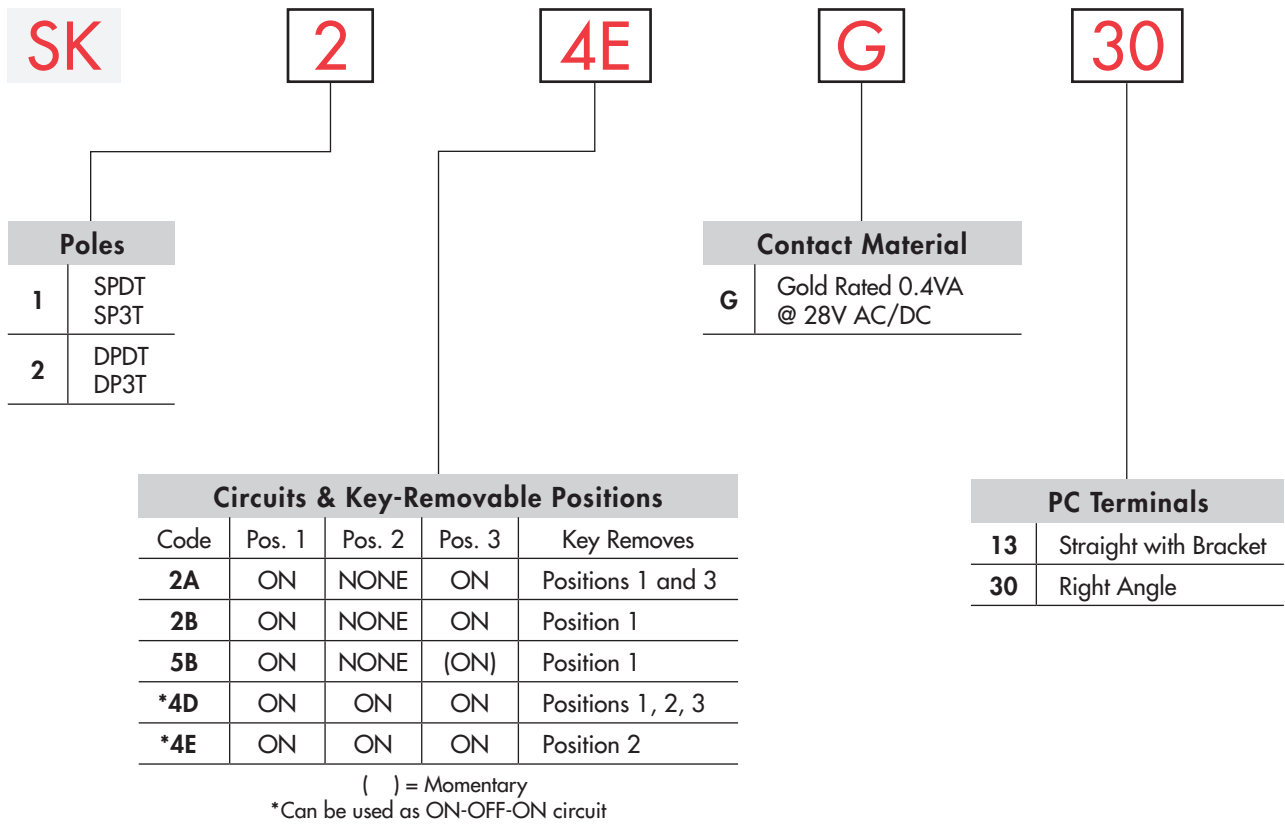 SK 2 4E G 30
Poles
1 SPDT
SP3T
2 DPDT
DP3T
Contact Material
G Gold Rated 0.4VA
@ 28V AC/DC
Circuits & Key-Removable Positions
Code Pos. 1 Pos. 2 Pos. 3 Key Removes
2A ON NONE ON Positions 1 and 3
2B ON NONE ON Position 1
5B ON NONE (ON) Position 1
*4D ON ON ON Positions 1, 2, 3
*4E ON ON ON Position 2
( ) = Momentary
*Can be used as ON-OFF-ON circuit
PC Terminals
13 Straight with Bracket
30 Right Angle